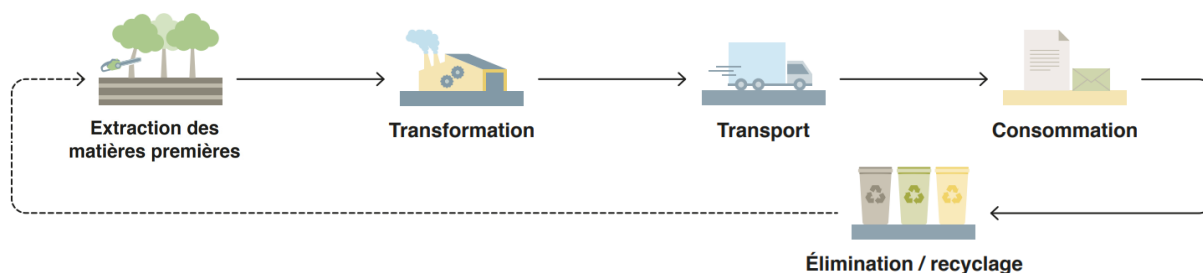 Extraction des
matières premières
Transformation
Transport
Consommation
Élimination / recyclage